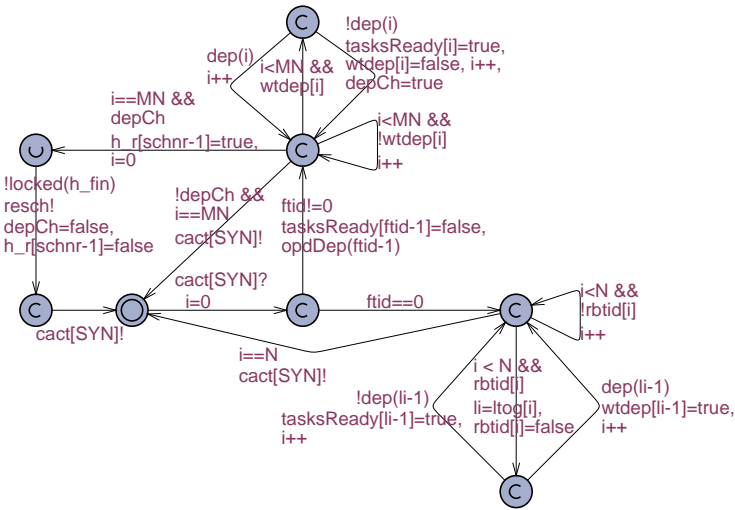 C
!dep(i)
tasksReady[i]=true,
wtdep[i]=false, i++,
depCh=true
dep(i)
i++
i<MN &&
wtdep[i]
i==MN &&
depCh
h_r[schnr-1]=true,
i=0
i<MN &&
!wtdep[i]
i++
U
C
!locked(h_fin)
resch!
depCh=false,
h_r[schnr-1]=false
!depCh &&
i==MN
cact[SYN]!
ftid!=0
tasksReady[ftid-1]=false,
opdDep(ftid-1)
cact[SYN]?
i=0
C
cact[SYN]!
C
ftid==0
C
i<N &&
!rbtid[i]
i++
i==N
cact[SYN]!
!dep(li-1)
tasksReady[li-1]=true,
i++
i < N &&
rbtid[i]
li=ltog[i],
rbtid[i]=false
dep(li-1)
wtdep[li-1]=true,
i++
C